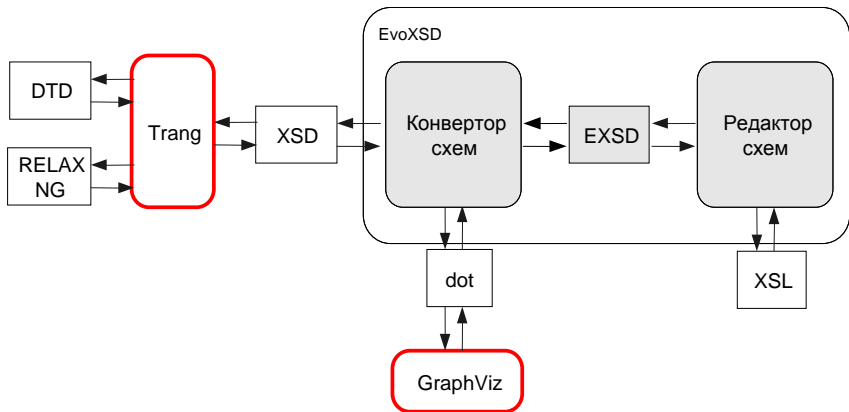 EvoXSD
DTD
Trang
XSD
Конвертор
схем
EXSD
Редактор
схем
RELAX
NG
dot
XSL
GraphViz